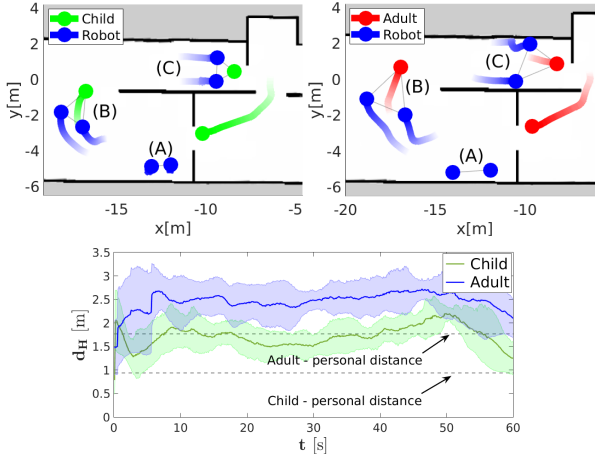 Child
Robot
y[m]
4
2
0
-2
-4
-6
(A)
(B)
(C)
-15
-10
-5
x[m]
Adult
Robot
y[m]
4
2
0
-2
-4
-6
(A)
(B)
(C)
-20
-15
-10
x[m]
d_H [m]
3.5
3
2.5
2
1.5
1
0.5
0
Child
Adult
Adult - personal distance
Child - personal distance
0
10
20
30
40
50
60
t [s]